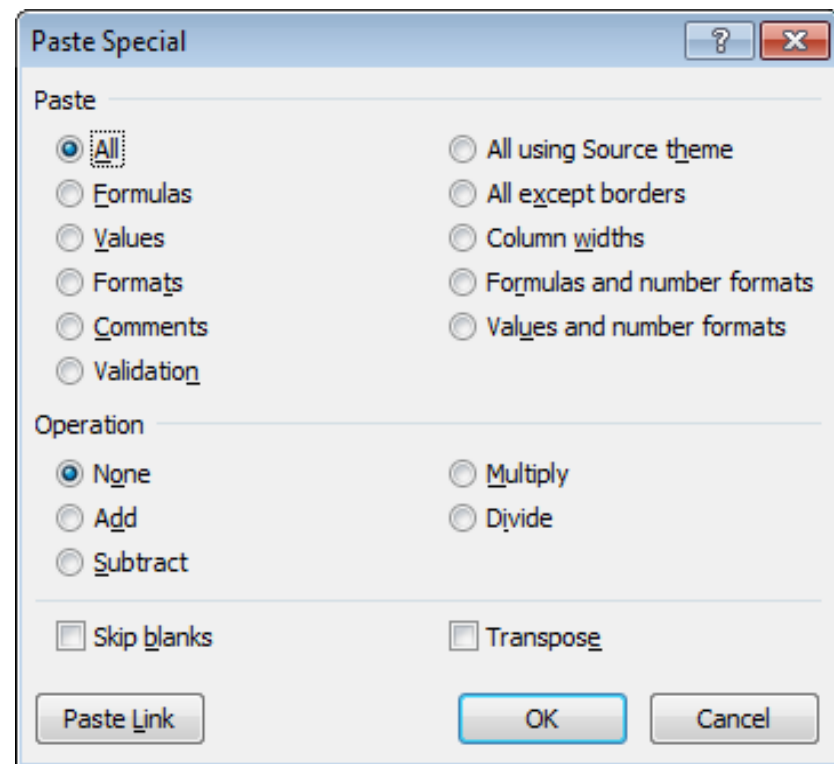 Paste Special
Paste
All
All using Source theme
Formulas
All except borders
Values
Column widths
Formats
Formulas and number formats
Comments
Values and number formats
Validation
Operation
None
Multiply
Add
Divide
Subtract
Skip blanks
Transpose
Paste Link
OK
Cancel